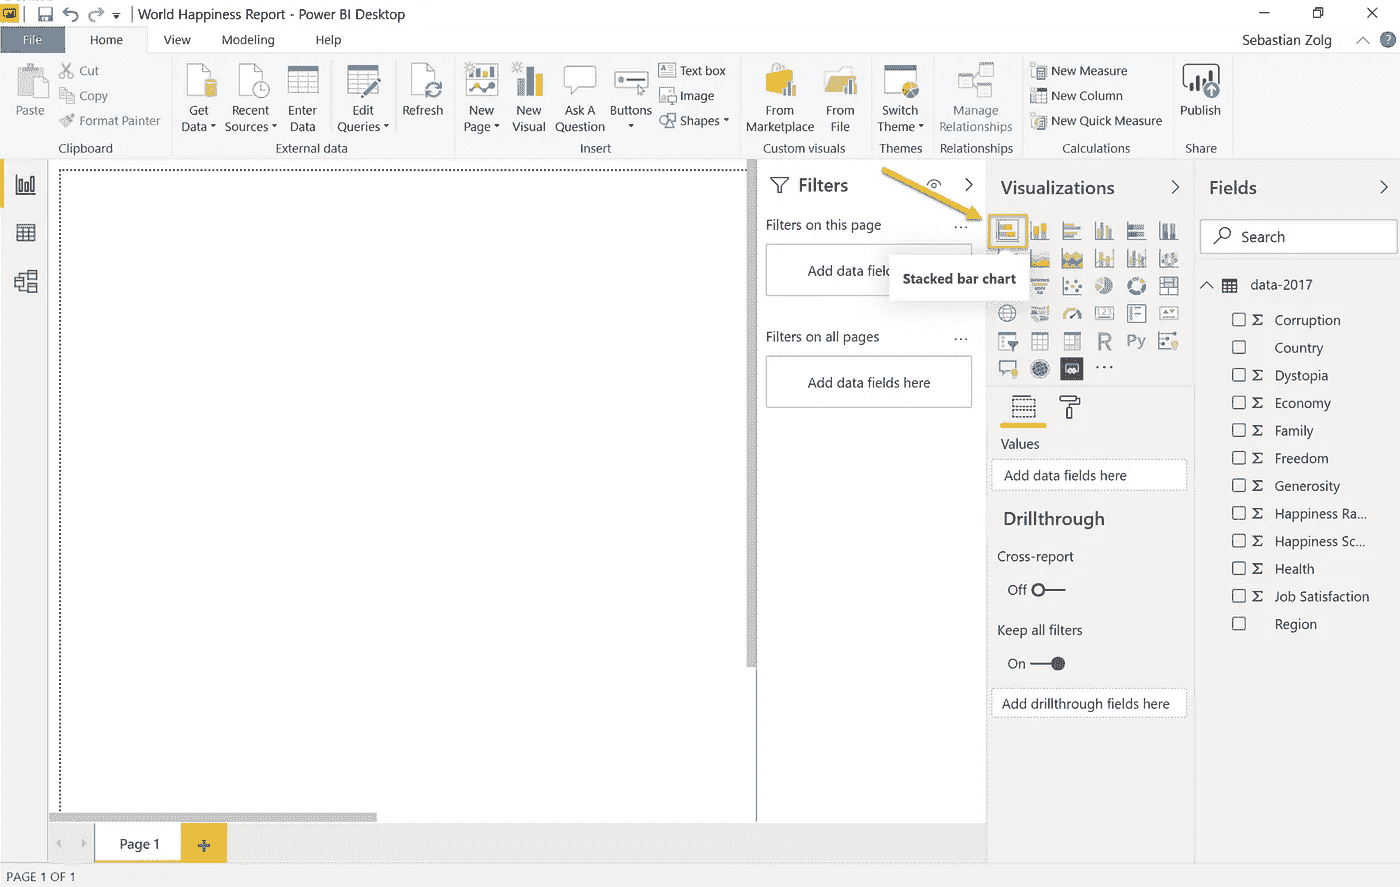 World Happiness Report - Power BI Desktop
File Home View Modeling Help Sebastian Zolg ?
Paste
Cut
Copy
Format Painter
Clipboard
Get Data
Recent Sources
Enter Data
Edit Queries
Refresh
External data
New Page
New Visual
Ask A Question
Buttons
Text box
Image
Shapes
Insert
From Marketplace
From File
Custom visuals
Switch Theme
Themes
Manage Relationships
Relationships
New Measure
New Column
New Quick Measure
Calculations
Publish
Share
Filters
Filters on this page ...
Add data fielc
Filters on all pages ...
Add data fields here
Visualizations
Stacked bar chart
123
R Py
...
Values
Add data fields here
Drillthrough
Cross-report
Off
Keep all filters
On
Add drillthrough fields here
Fields
Search
data-2017
Σ Corruption
Country
Σ Dystopia
Σ Economy
Σ Family
Σ Freedom
Σ Generosity
Σ Happiness Ra...
Σ Happiness Sc...
Σ Health
Σ Job Satisfaction
Region
Page 1 +
PAGE 1 OF 1